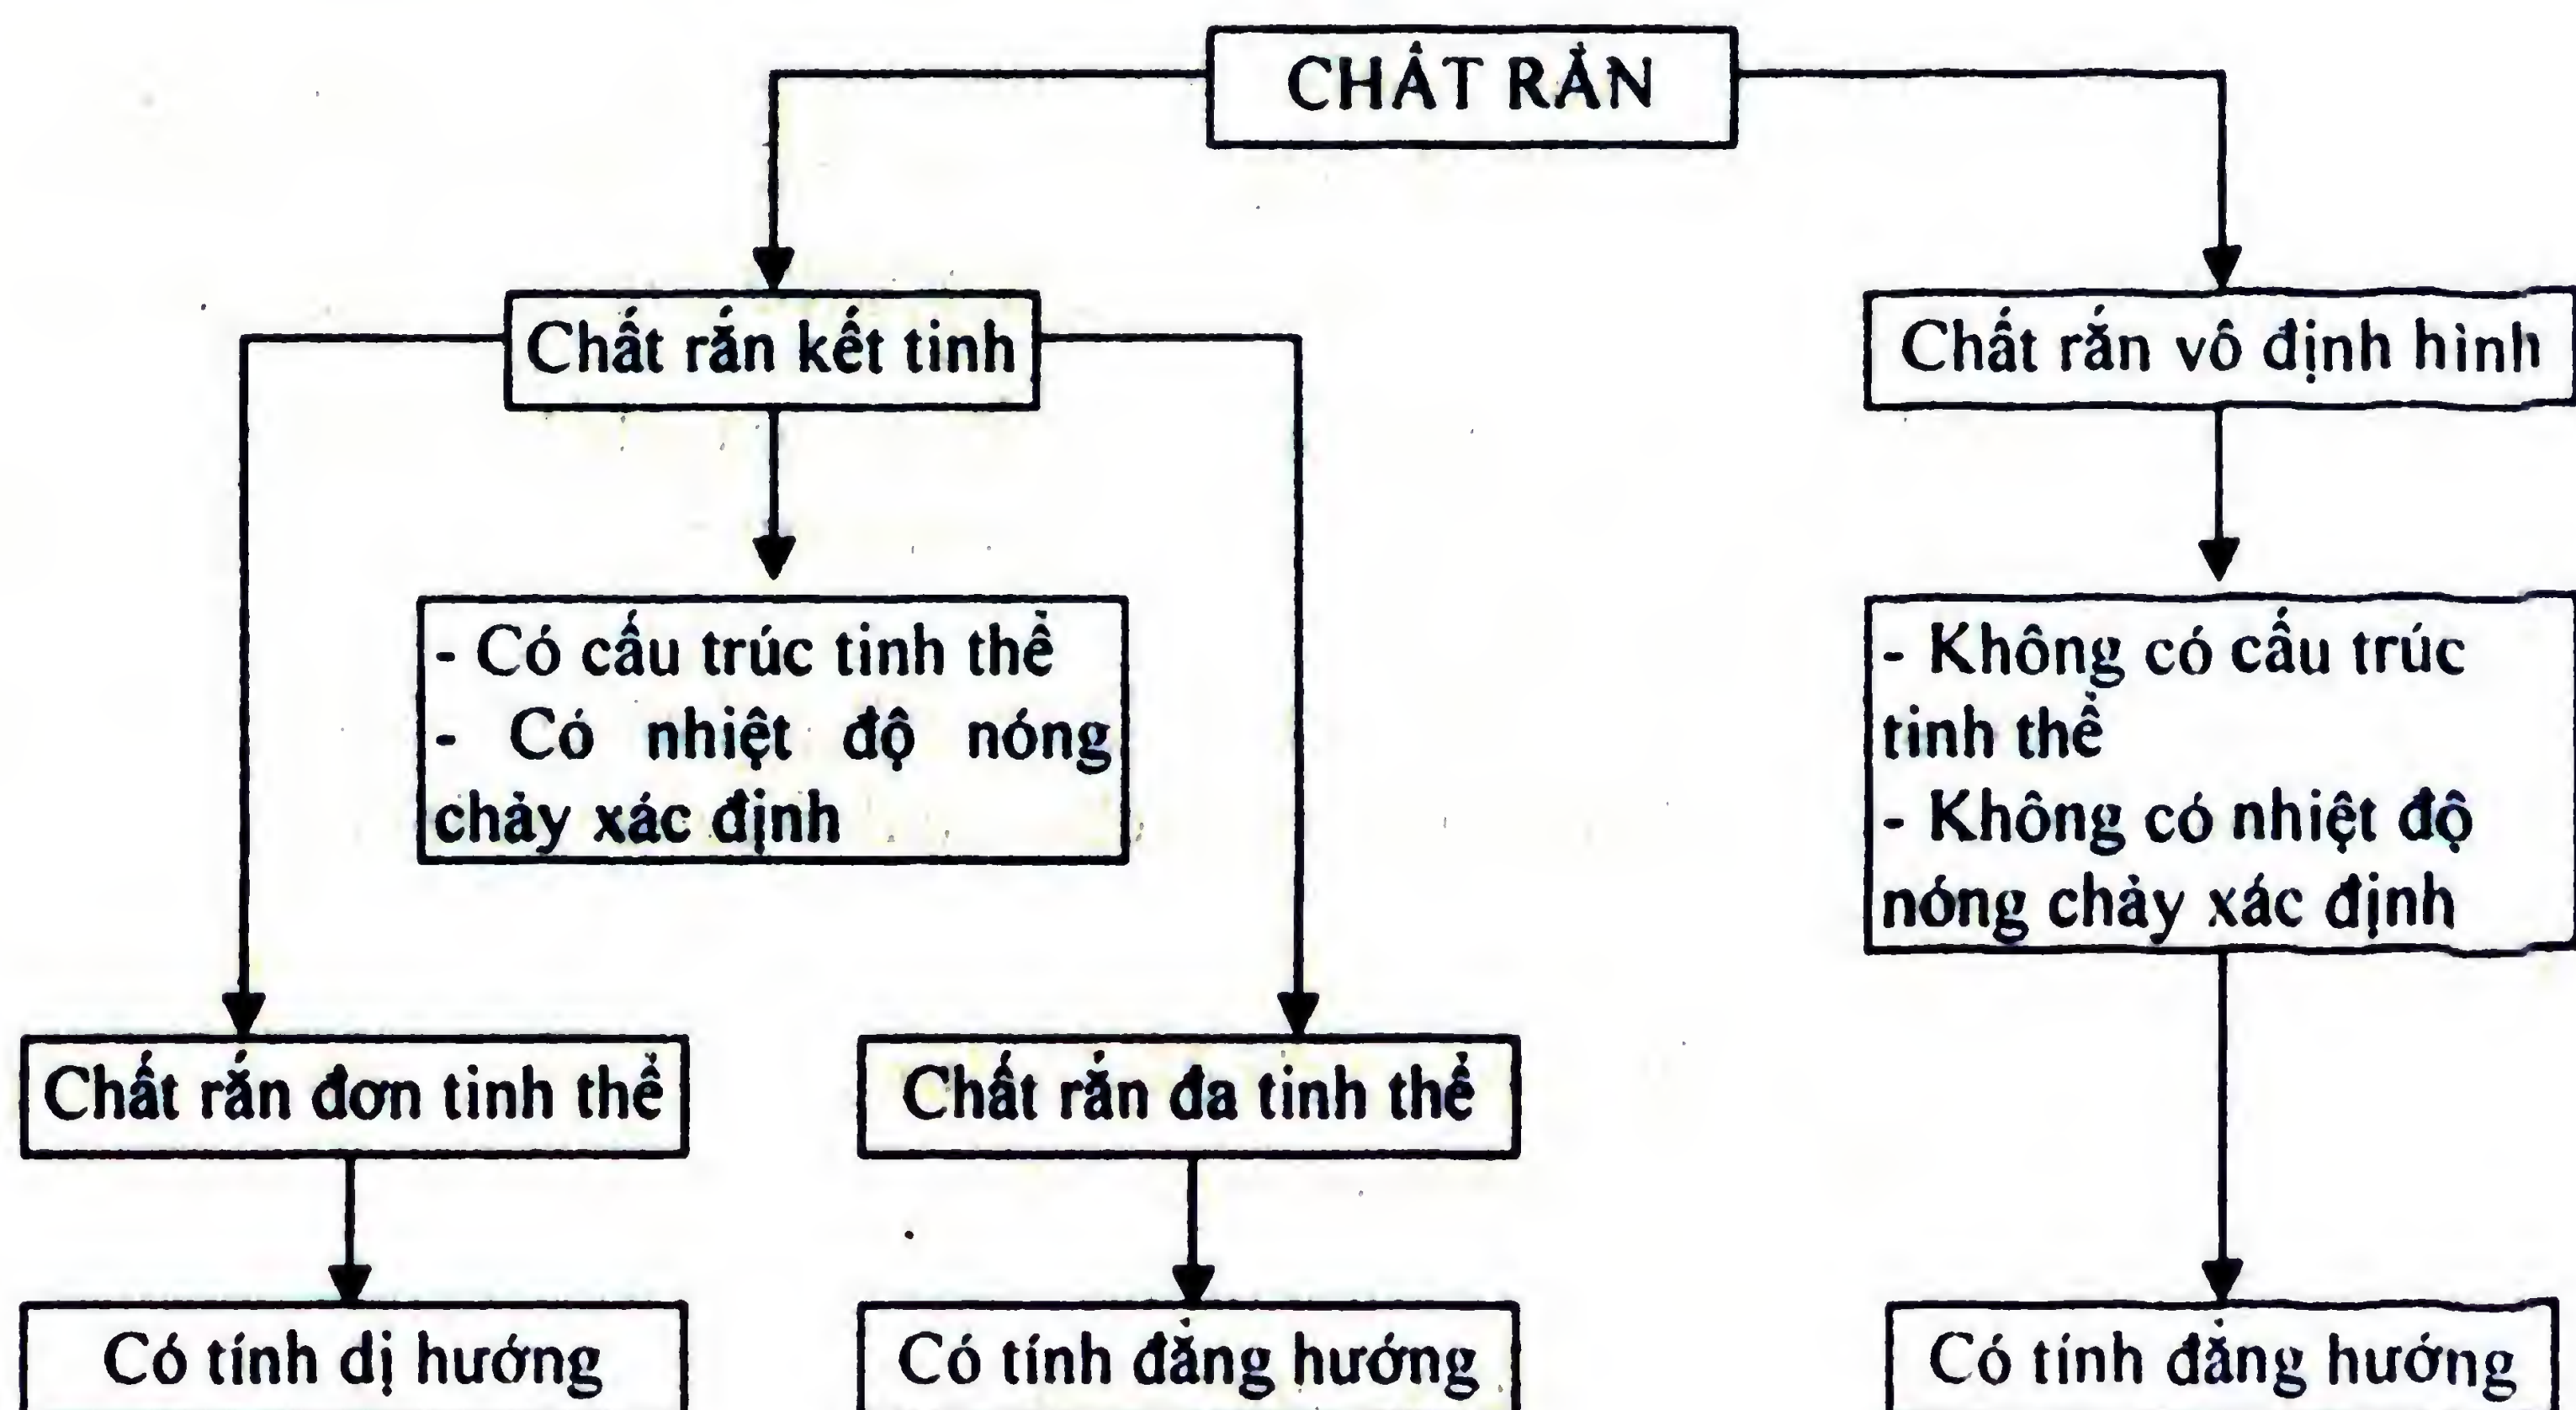 CHẤT RẮN
Chất rắn kết tinh
Chất rắn vô định hình
- Có cấu trúc tinh thể
- Có nhiệt độ nóng
chảy xác định
- Không có cấu trúc
tinh thể
- Không có nhiệt độ
nóng chảy xác định
Chất rắn đơn tinh thể
Chất rắn đa tinh thể
Có tính dị hướng
Có tính đẳng hướng
Có tính đẳng hướng